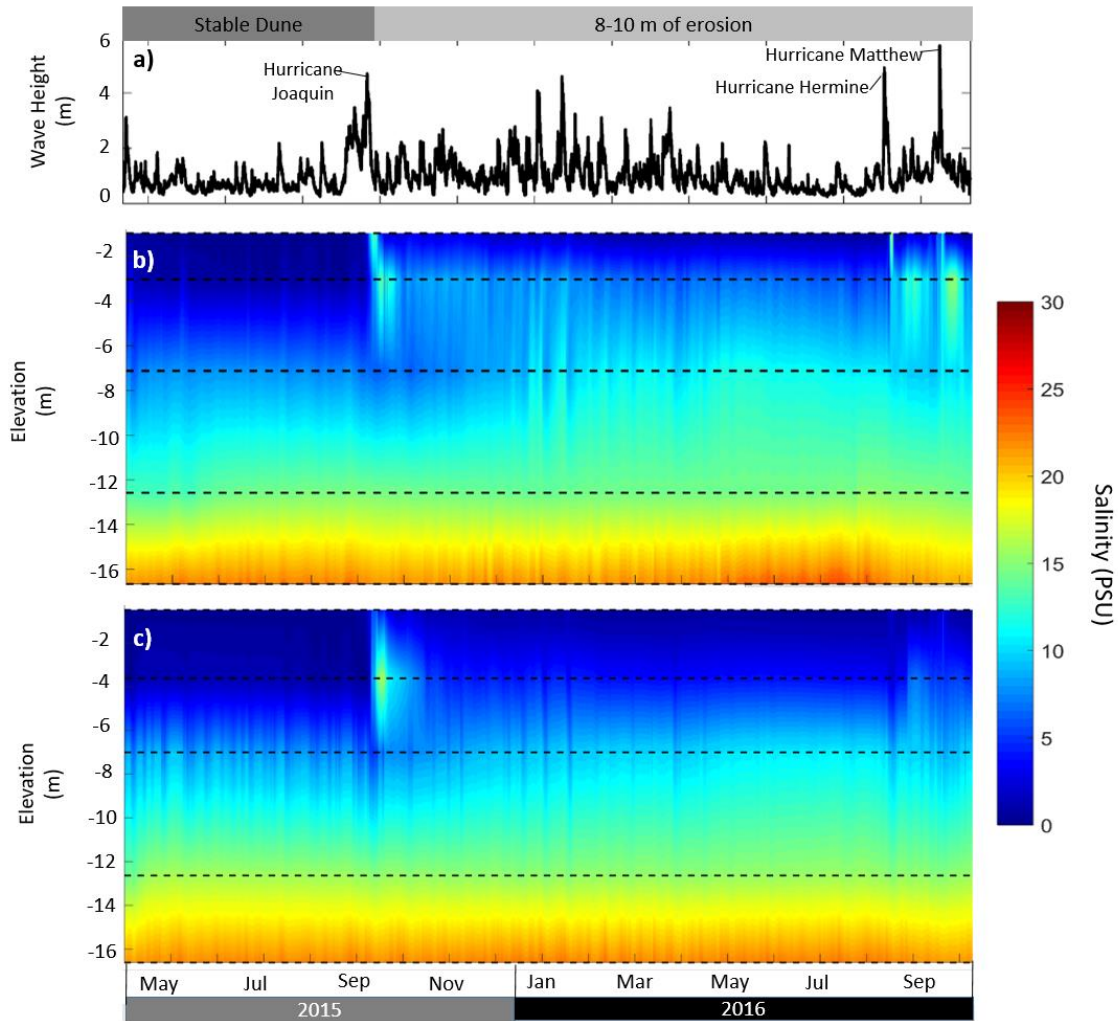 Stable Dune
8-10 m of erosion
6
4
2
0
Wave Height
(m)
a)
Hurricane
Joaquin
Hurricane Matthew
Hurricane Hermine
b)
-2
-4
-6
-8
-10
-12
-14
-16
Elevation
(m)
c)
-2
-4
-6
-8
-10
-12
-14
-16
Elevation
(m)
30
25
20
15
10
5
0
Salinity (PSU)
May Jul Sep Nov Jan Mar May Jul Sep
2015 2016